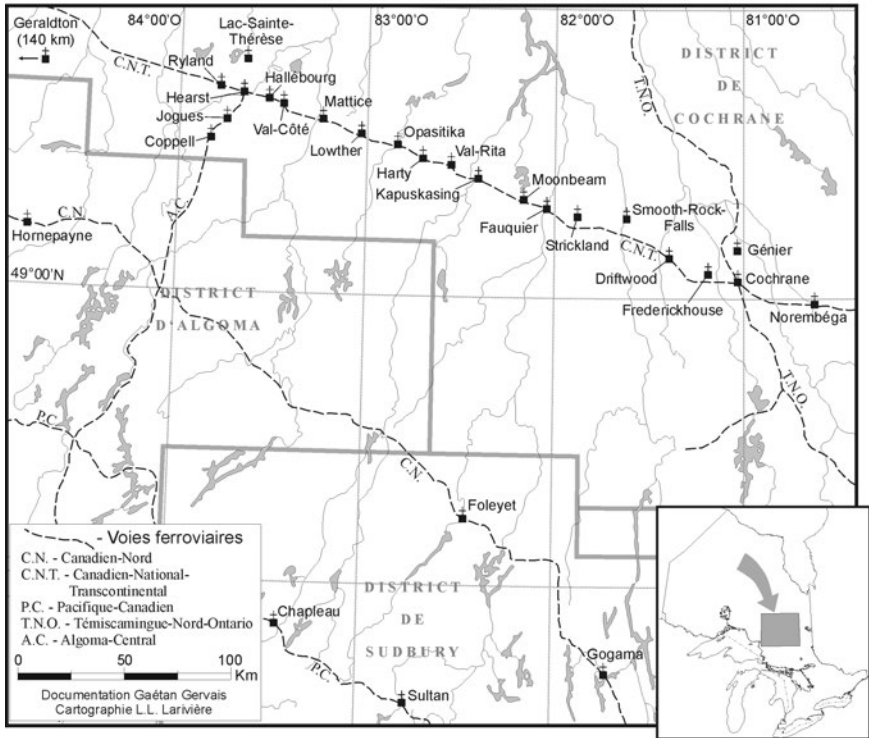 84°00'O
83°00'O
82°00'O
81°00'O
Geraldton
(140 km)
Lac-Sainte-
Thérèse
C.N.T.
Ryland
Hallébourg
Hearst
Mattice
Jogues
Val-Côté
Coppell
Lowther
Opasitika
Val-Rita
Harty
Kapuskasing
Moonbeam
Fauquier
Strickland
Smooth-Rock-
Falls
C.N.T.
Driftwood
Génier
Cochrane
Frederickhouse
Norembéga
T.N.O.
T.N.O.
DISTRICT
DE
COCHRANE
C.N.
Hornepayne
A.C.
49°00'N
DISTRICT
D'ALGOMA
P.C.
C.N.
Foleyet
DISTRICT
DE
SUDBURY
Chapleau
P.C.
Sultan
Gogama
- Voies ferroviaires
C.N. - Canadien-Nord
C.N.T. - Canadien-National-
Transcontinental
P.C. - Pacifique-Canadien
T.N.O. - Témiscamingue-Nord-Ontario
A.C. - Algoma-Central
0 50 100
Km
Documentation Gaétan Gervais
Cartographie L.L. Larivière